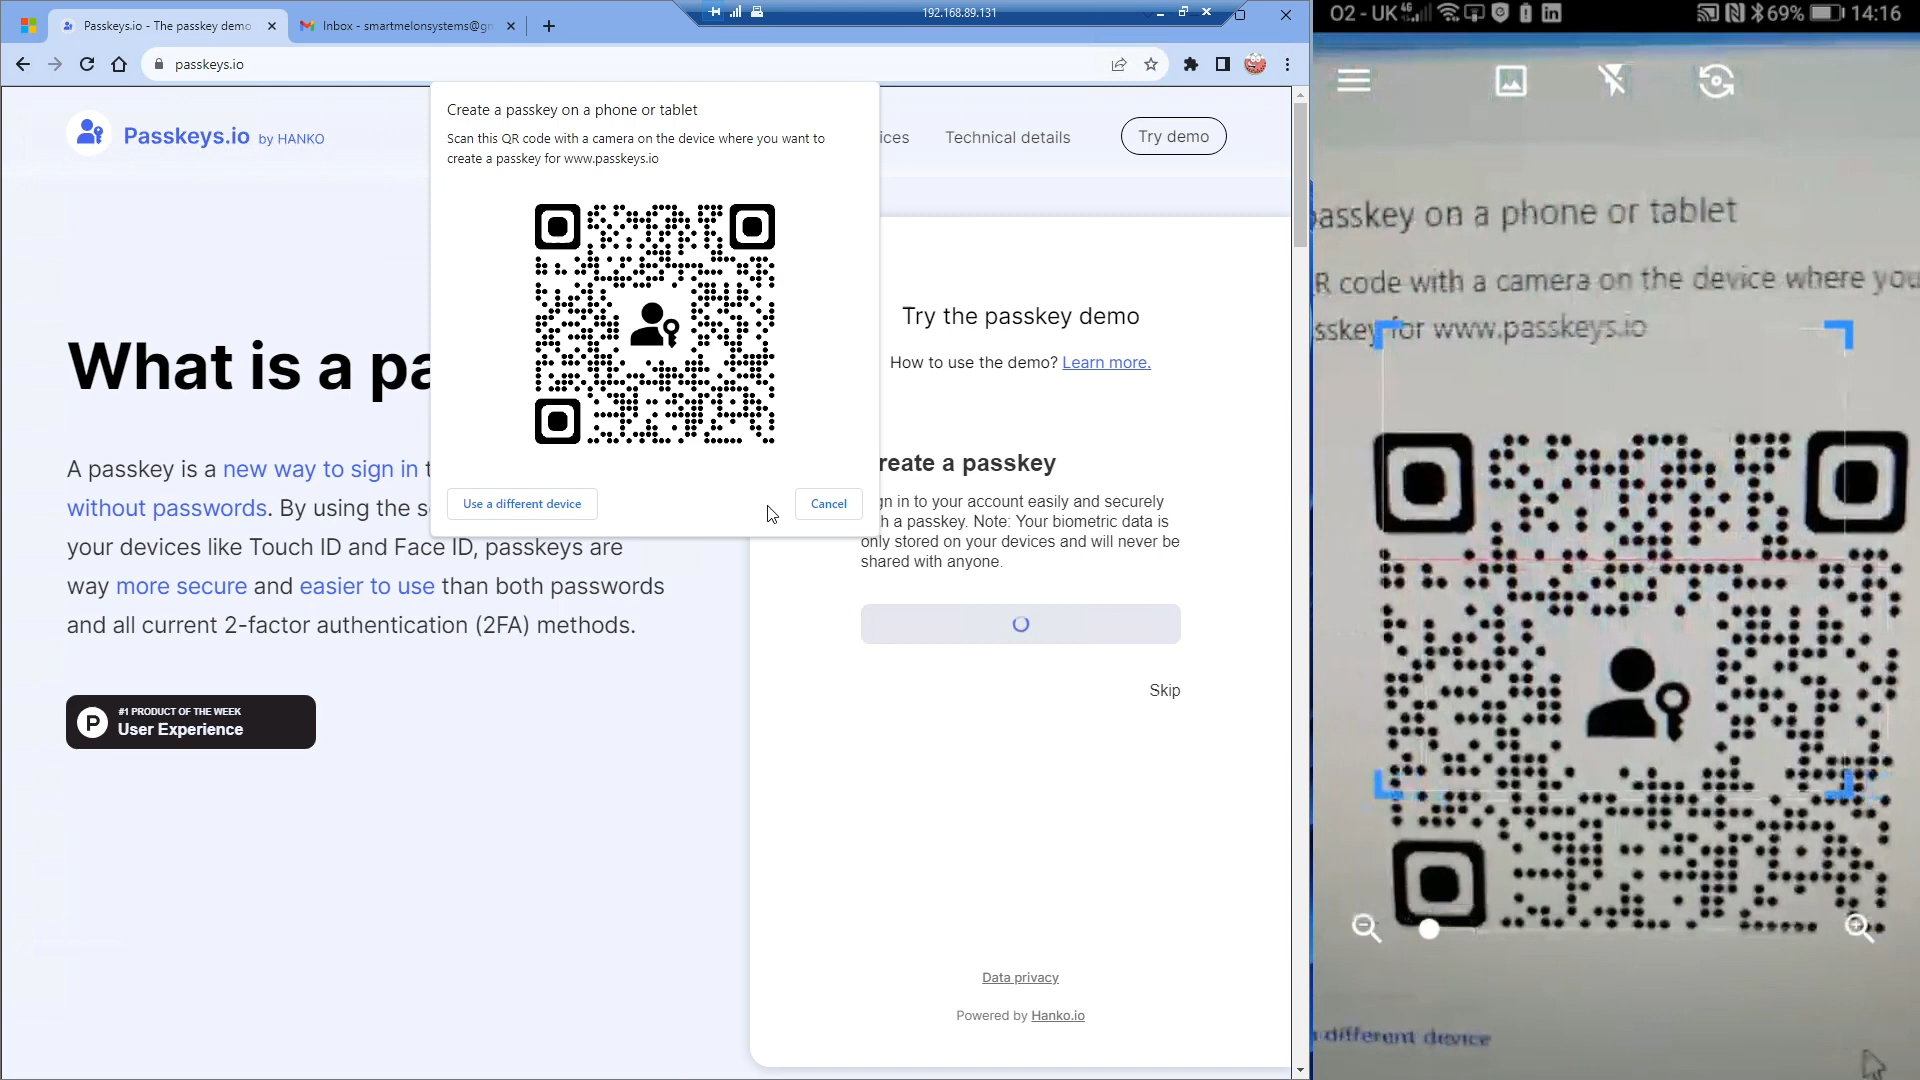 Passkeys.io - The passkey demo
Inbox - smartmelonsystems@gm
192.168.89.131
passkeys.io
Passkeys.io by HANKO
ices
Technical details
Try demo
Create a passkey on a phone or tablet
Scan this QR code with a camera on the device where you want to
create a passkey for www.passkeys.io
Use a different device
Cancel
What is a pa
A passkey is a new way to sign in t
without passwords. By using the s
your devices like Touch ID and Face ID, passkeys are
way more secure and easier to use than both passwords
and all current 2-factor authentication (2FA) methods.
P
#1 PRODUCT OF THE WEEK
User Experience
Try the passkey demo
How to use the demo? Learn more.
reate a passkey
gn in to your account easily and securely
h a passkey. Note: Your biometric data is
only stored on your devices and will never be
shared with anyone.
Skip
Data privacy
Powered by Hanko.io
O2 - UK 4G
69%
14:16
passkey on a phone or tablet
R code with a camera on the device where you
sskey for www.passkeys.io
different device